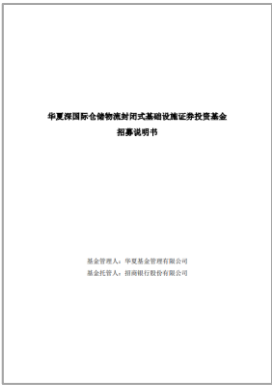 华夏深国际仓储物流封闭式基础设施证券投资基金
招募说明书
基金管理人：华夏基金管理有限公司
基金托管人：招商银行股份有限公司